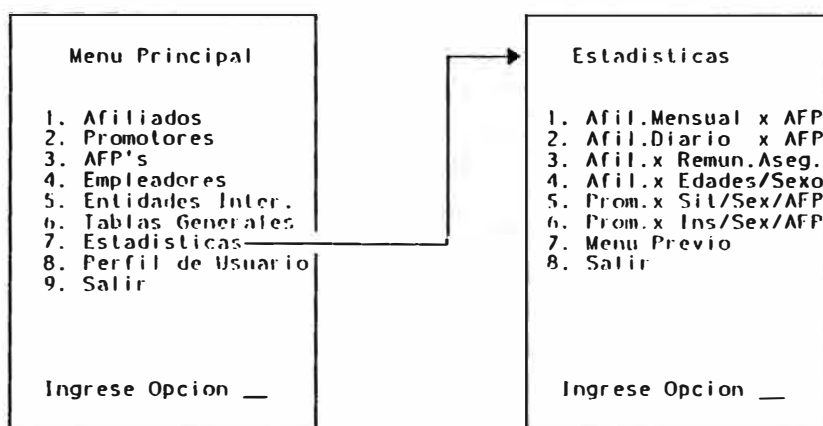 Menu Principal
1. Afiliados
2. Promotores
3. AFP's
4. Empleadores
5. Entidades Inter.
6. Tablas Generales
7. Estadisticas
8. Perfil de Usuario
9. Salir
Ingrese Opcion __
Estadisticas
1. Afil.Mensual x AFP
2. Afil.Diario x AFP
3. Afil.x Remun.Aseg.
4. Afil.x Edades/Sexo
5. Prom.x Sit/Sex/AFP
6. Prom.x Ins/Sex/AFP
7. Menu Previo
8. Salir
Ingrese Opcion __